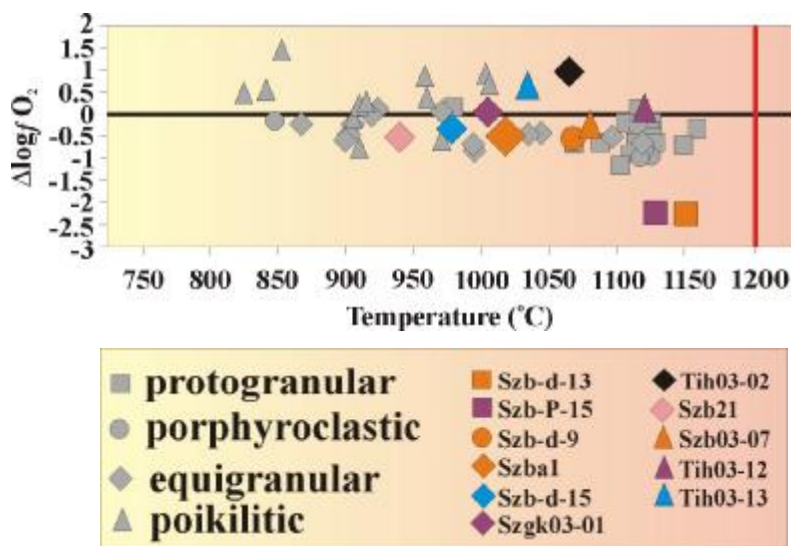 2
1.5
1
0.5
0
-0.5
-1
-1.5
-2
-2.5
-3
ΔlogfO2
750 800 850 900 950 1000 1050 1100 1150 1200
Temperature (°C)
protogranular
porphyroclastic
equigranular
poikilitic
Szb-d-13
Szb-P-15
Szb-d-9
Szba1
Szb-d-15
Szgk03-01
Tih03-02
Szb21
Szb03-07
Tih03-12
Tih03-13